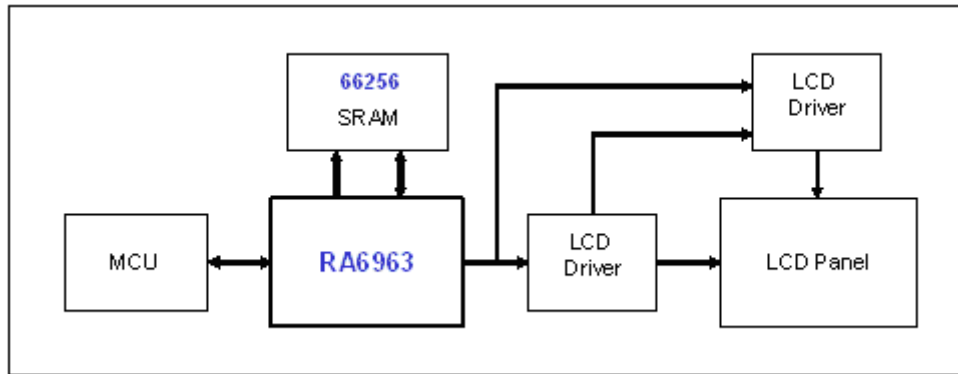 66256
SRAM
LCD
Driver
MCU
RA6963
LCD
Driver
LCD Panel